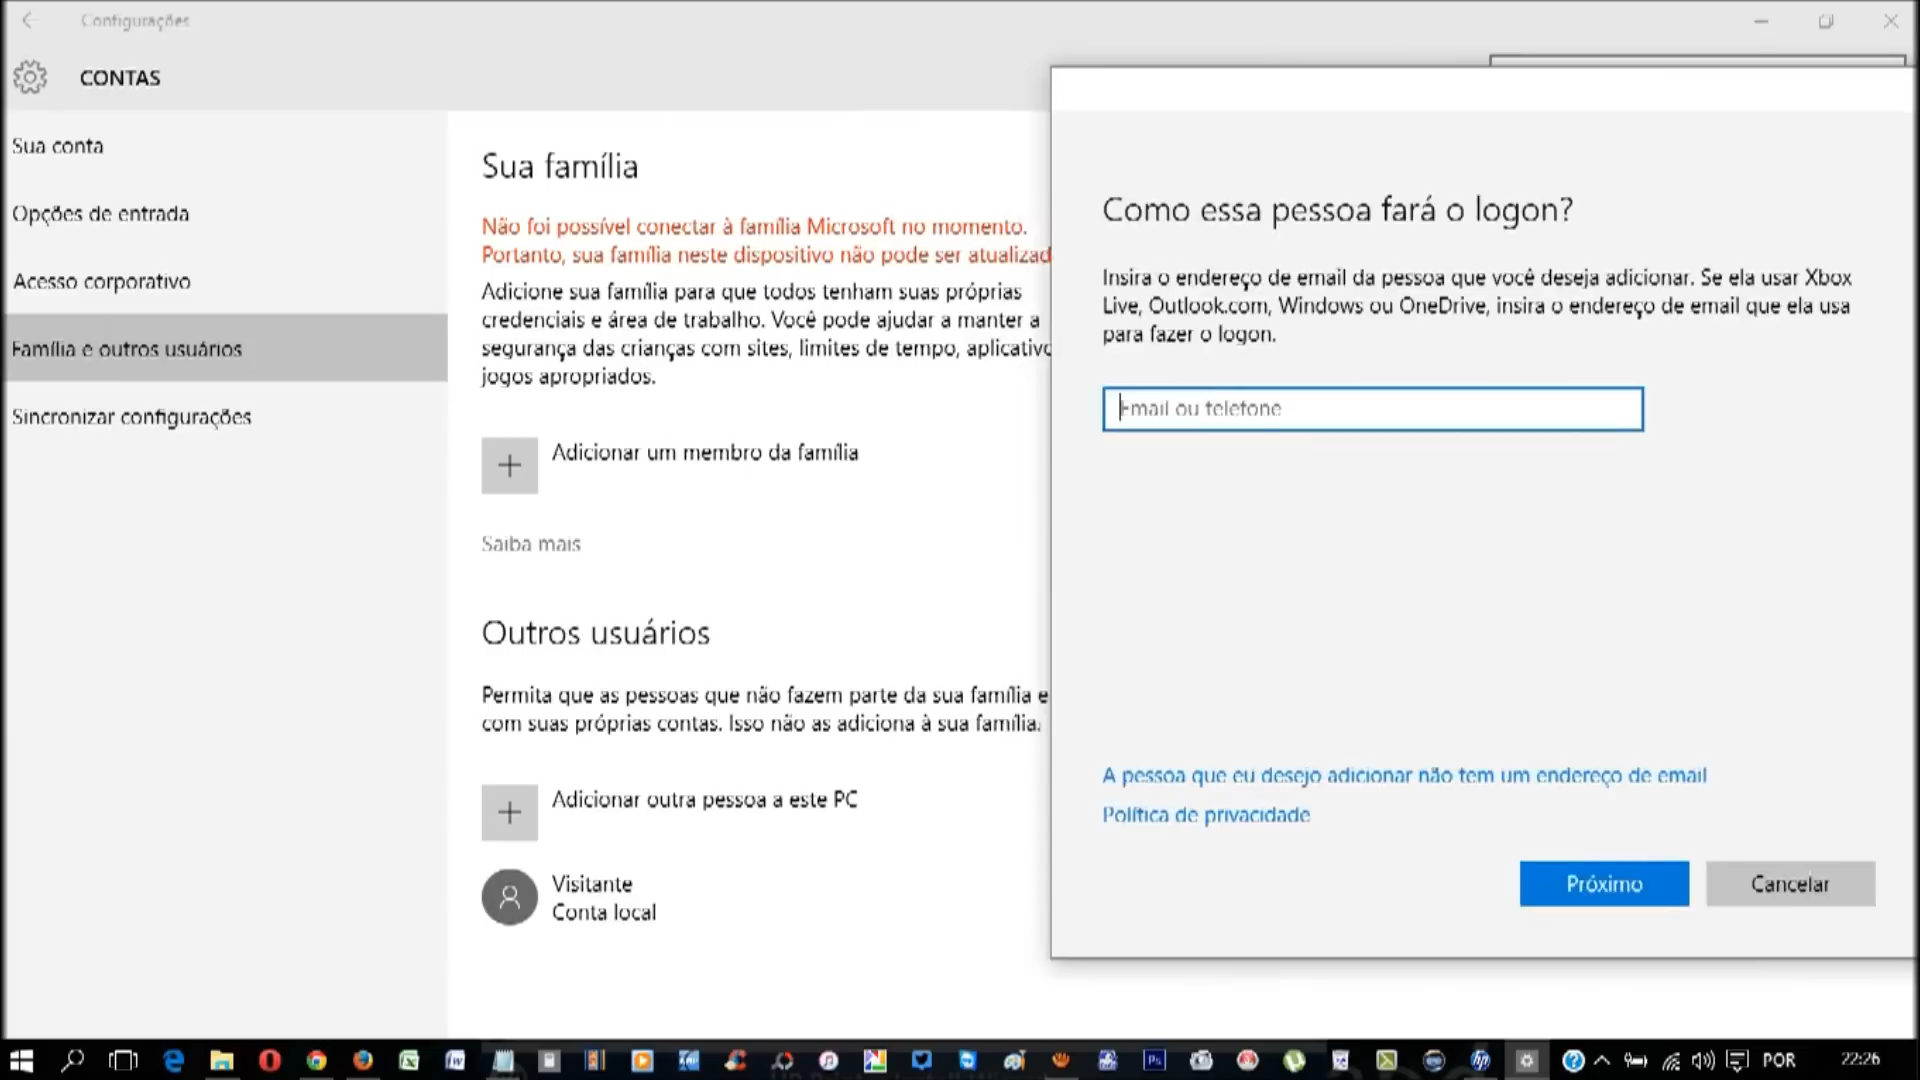 Configurações
CONTAS
Sua conta
Opções de entrada
Acesso corporativo
Família e outros usuários
Sincronizar configurações
Sua família
Não foi possível conectar à família Microsoft no momento.
Portanto, sua família neste dispositivo não pode ser atualizad
Adicione sua família para que todos tenham suas próprias
credenciais e área de trabalho. Você pode ajudar a manter a
segurança das crianças com sites, limites de tempo, aplicativo
jogos apropriados.
Adicionar um membro da família
Saiba mais
Outros usuários
Permita que as pessoas que não fazem parte da sua família e
com suas próprias contas. Isso não as adiciona à sua família.
Adicionar outra pessoa a este PC
Visitante
Conta local
Como essa pessoa fará o logon?
Insira o endereço de email da pessoa que você deseja adicionar. Se ela usar Xbox
Live, Outlook.com, Windows ou OneDrive, insira o endereço de email que ela usa
para fazer o logon.
Email ou telefone
A pessoa que eu desejo adicionar não tem um endereço de email
Política de privacidade
Próximo
Cancelar
Ps
hp
POR
22:26